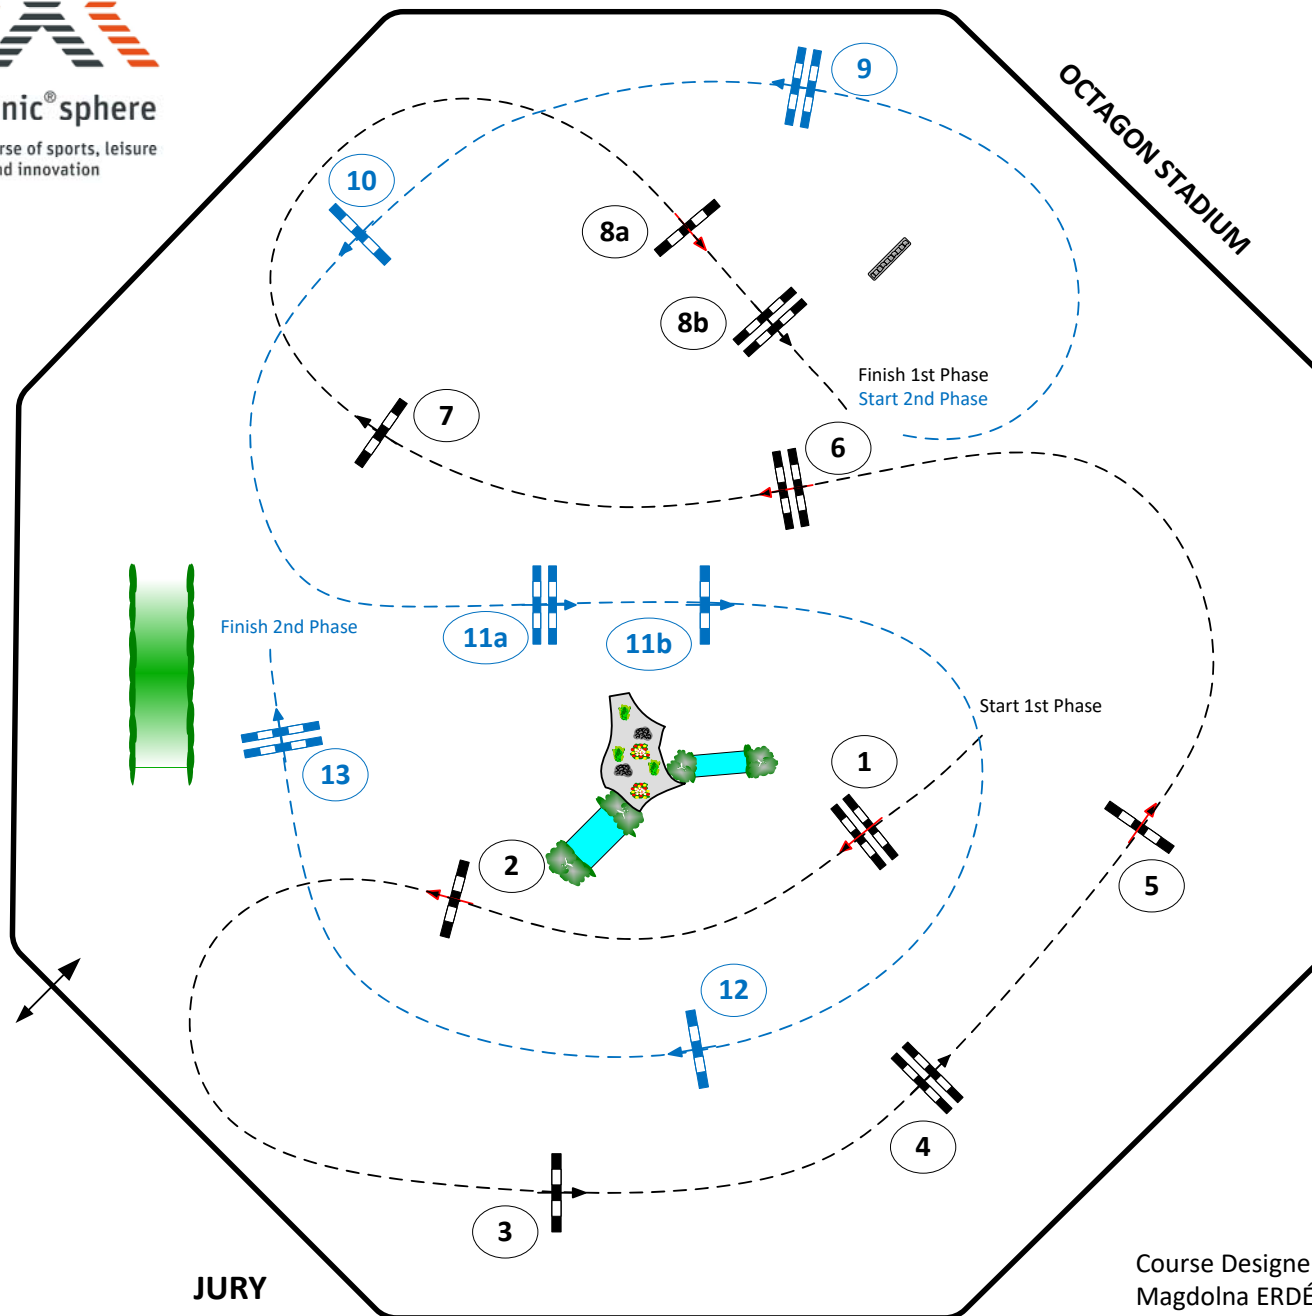 nic® sphere
rse of sports, leisure
nd innovation
OCTAGON STADIUM
9
10
8a
8b
Finish 1st Phase
Start 2nd Phase
7
6
Finish 2nd Phase
11a
11b
Start 1st Phase
1
13
2
5
12
4
3
JURY
Course Designe
Magdolna ERDÉ